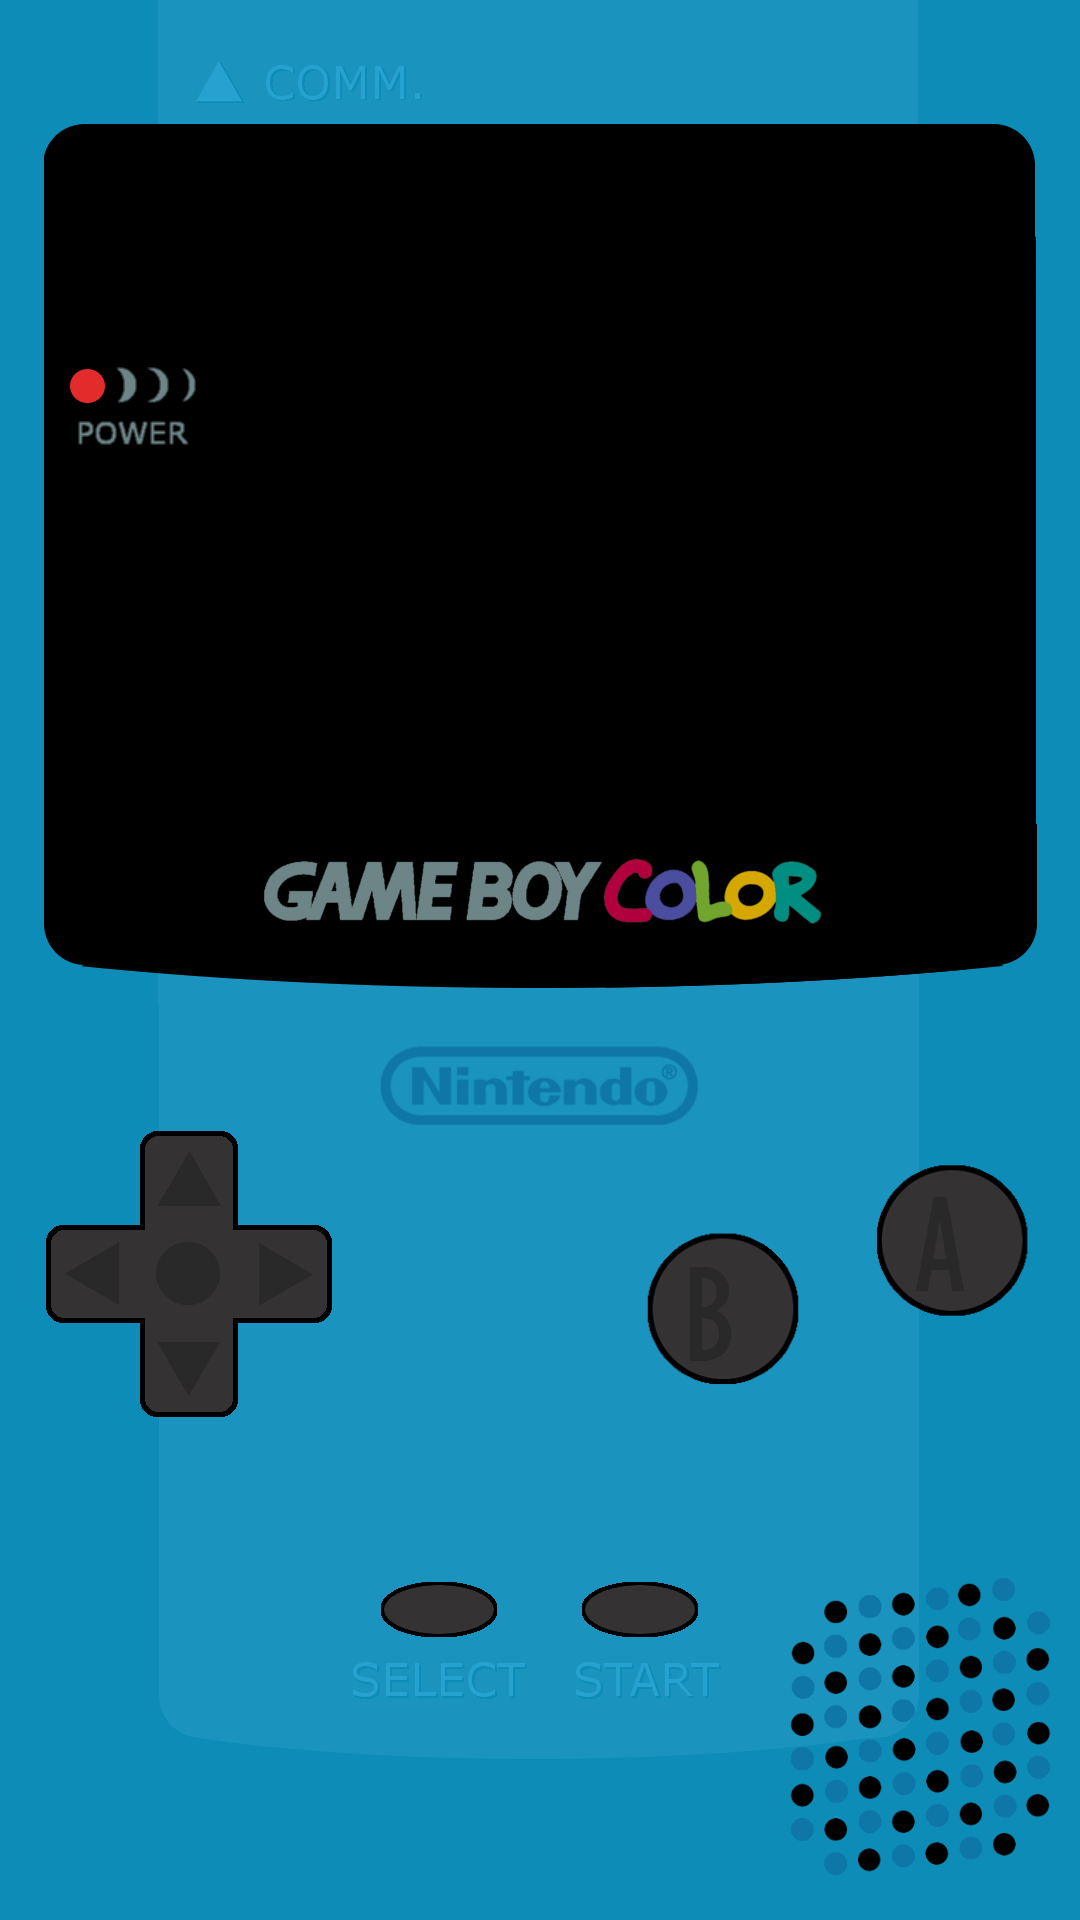 ▲ COMM.
POWER
GAME BOY COLOR
Nintendo®
A
B
SELECT START